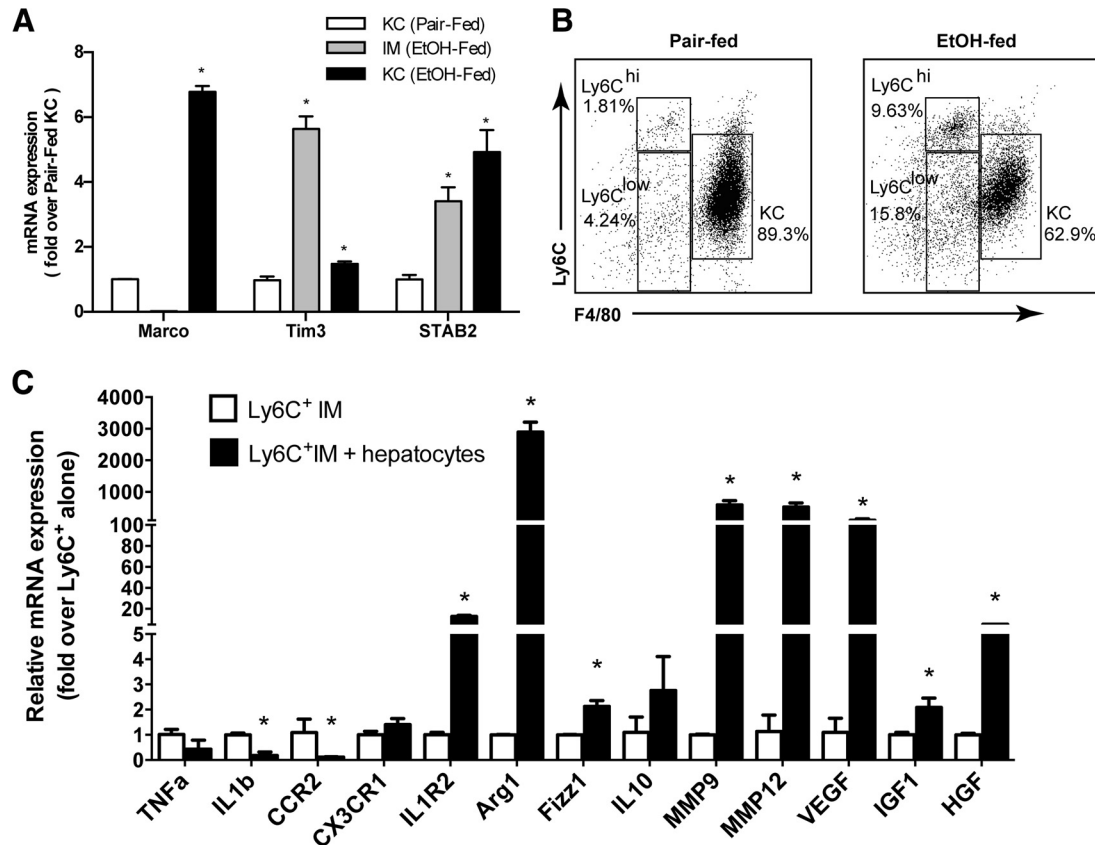 A
KC (Pair-Fed)
IM (EtOH-Fed)
KC (EtOH-Fed)
mRNA expression
( fold over Pair-Fed KC )
8
6
4
2
0
*
*
*
*
*
Marco
Tim3
STAB2
B
Pair-fed
EtOH-fed
Ly6C hi
1.81%
Ly6C low
4.24%
KC
89.3%
Ly6C hi
9.63%
Ly6C low
15.8%
KC
62.9%
Ly6C
F4/80
C
Ly6C+ IM
Ly6C+IM + hepatocytes
Relative mRNA expression
(fold over Ly6C+ alone)
4000
3000
2000
1000
100
80
60
40
20
5
4
3
2
1
0
*
*
*
*
*
*
*
*
*
*
TNFa
IL1b
CCR2
CX3CR1
IL1R2
Arg1
Fizz1
IL10
MMP9
MMP12
VEGF
IGF1
HGF